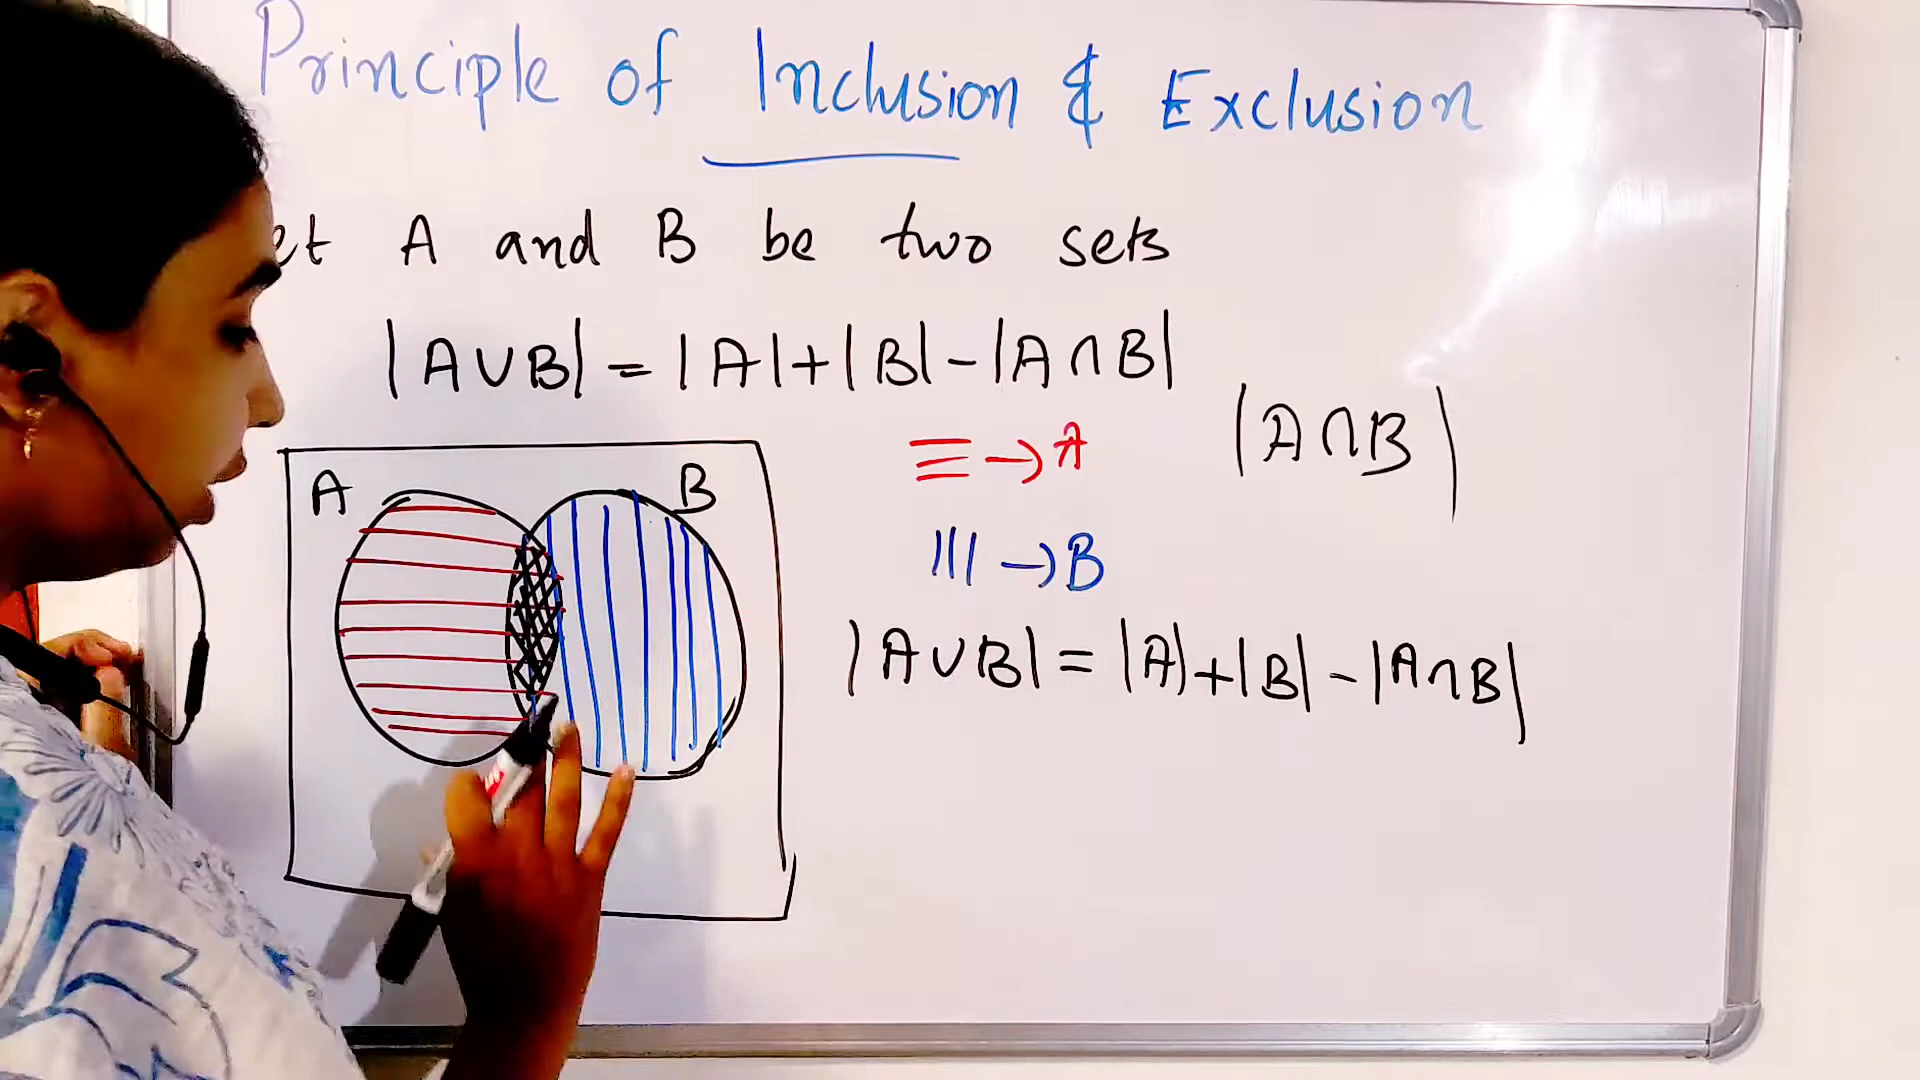 Principle of Inclusion & Exclusion
et A and B be two sets
|A∪B| = |A|+|B|-|A∩B|
A
B
→A
|A∩B|
→B
|A∪B| = |A|+|B|-|A∩B|